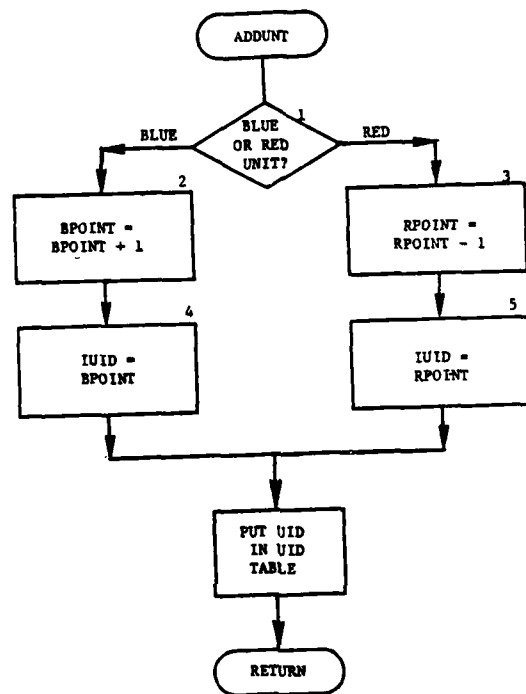 ADDUNT
1
BLUE
OR RED
UNIT?
BLUE
RED
2
BPOINT =
BPOINT + 1
3
RPOINT =
RPOINT - 1
4
IUID =
BPOINT
5
IUID =
RPOINT
PUT UID
IN UID
TABLE
RETURN